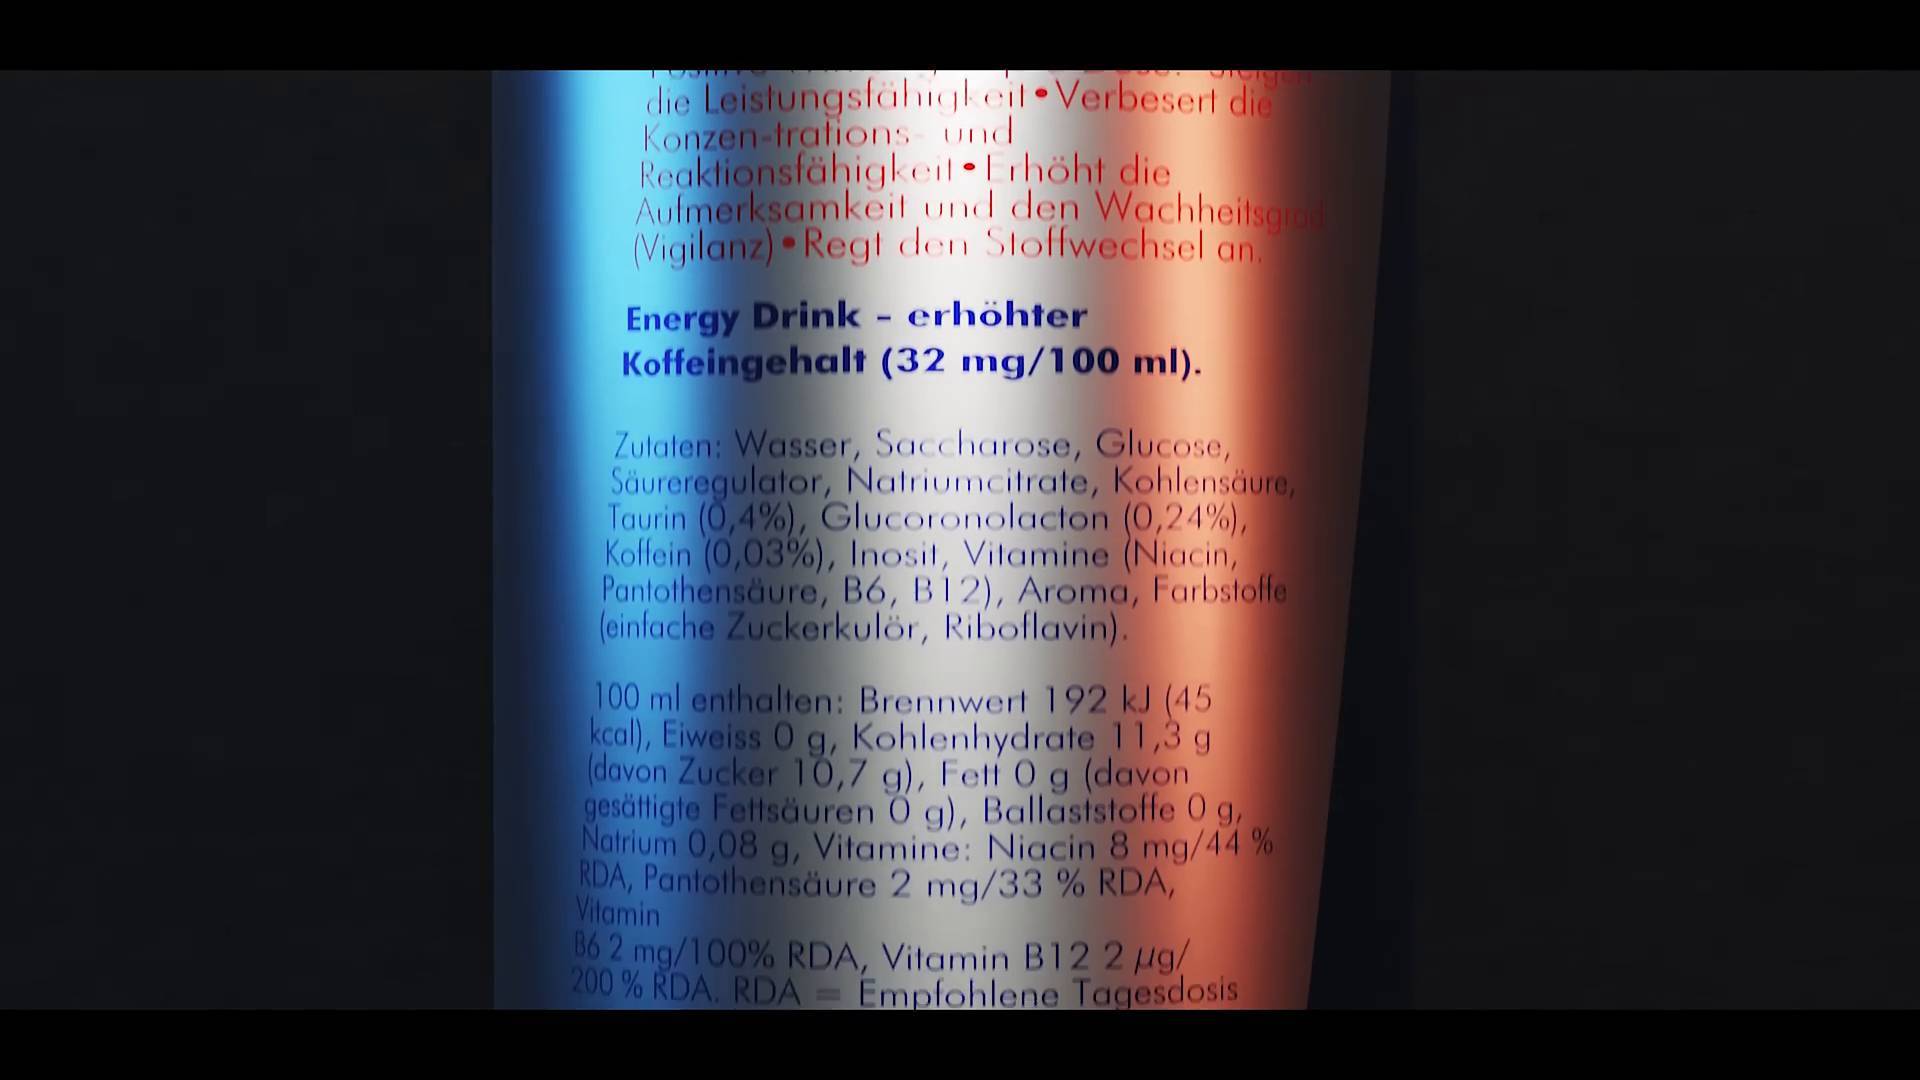 die Leistungsfähigkeit • Verbesert die
Konzen-trations- und
Reaktionsfähigkeit • Erhöht die
Aufmerksamkeit und den Wachheitsgrad
(Vigilanz) • Regt den Stoffwechsel an.
Energy Drink - erhöhter
Koffeingehalt (32 mg/100 ml).
Zutaten: Wasser, Saccharose, Glucose,
Säureregulator, Natriumcitrate, Kohlensäure,
Taurin (0,4%), Glucoronolacton (0,24%),
Koffein (0,03%), Inosit, Vitamine (Niacin,
Pantothensäure, B6, B12), Aroma, Farbstoffe
(einfache Zuckerkulör, Riboflavin).
100 ml enthalten: Brennwert 192 kJ (45
kcal), Eiweiss 0 g, Kohlenhydrate 11,3 g
(davon Zucker 10,7 g), Fett 0 g (davon
gesättigte Fettsäuren 0 g), Ballaststoffe 0 g,
Natrium 0,08 g, Vitamine: Niacin 8 mg/44 %
RDA, Pantothensäure 2 mg/33 % RDA,
Vitamin
B6 2 mg/100% RDA, Vitamin B12 2 µg/
200 % RDA. RDA = Empfohlene Tagesdosis